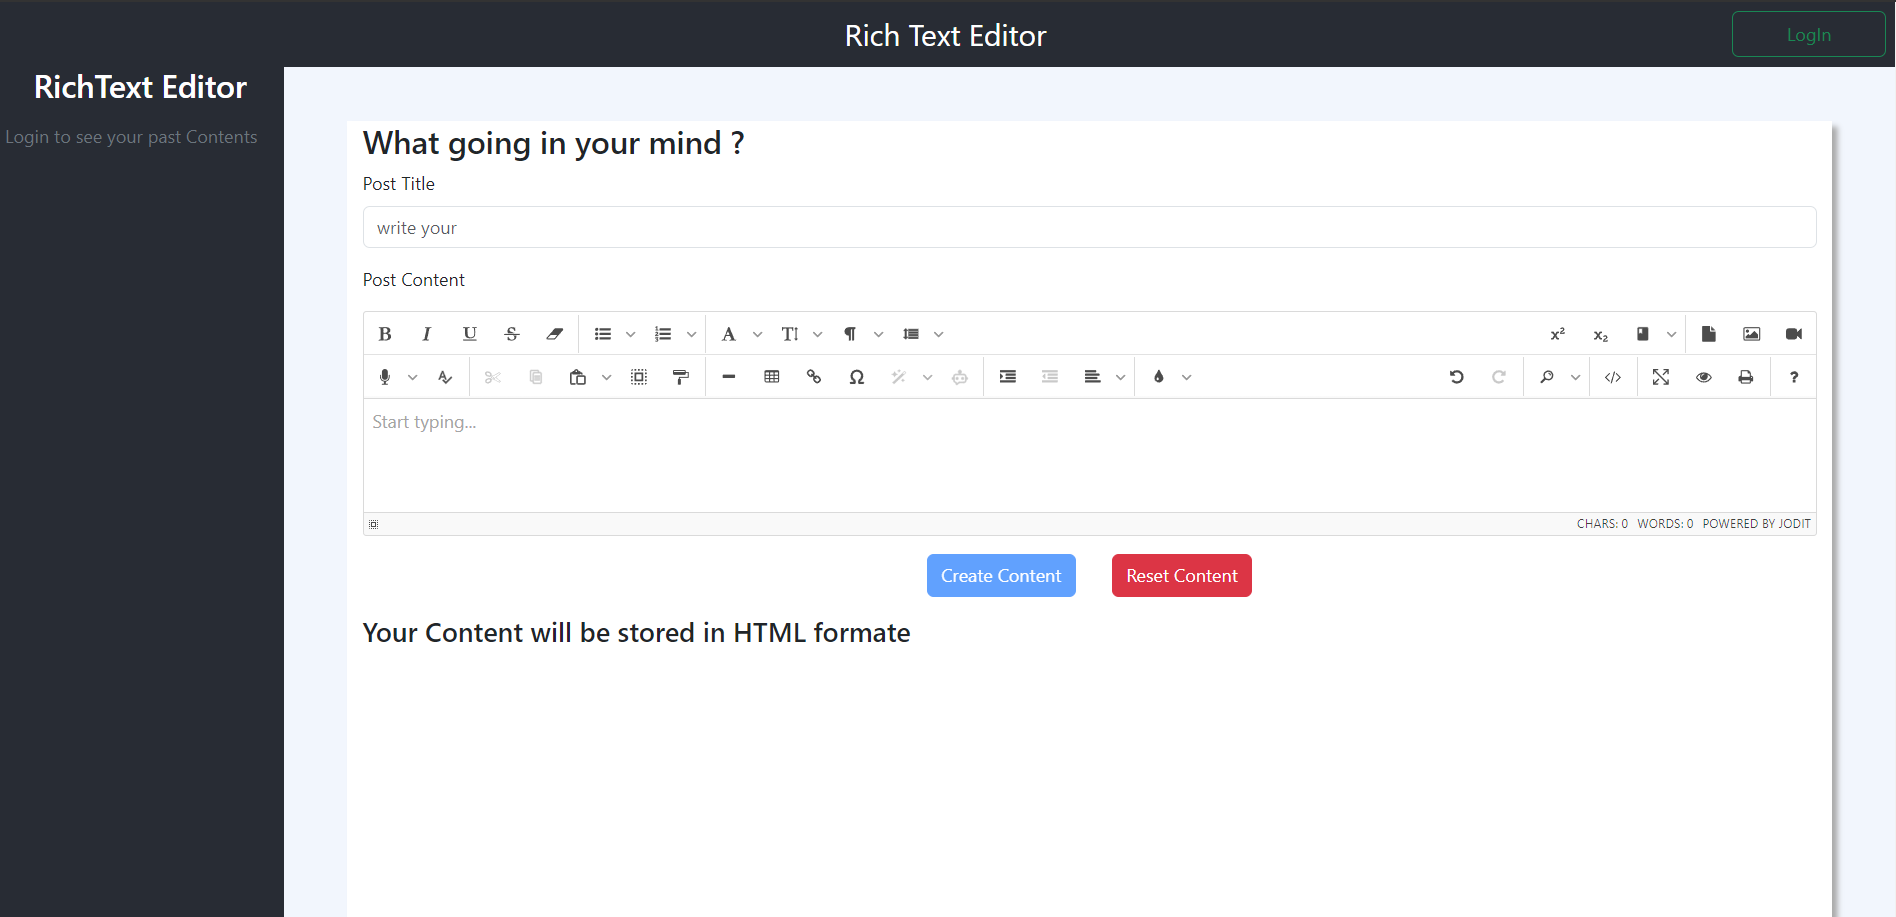 Rich Text Editor
LogIn
RichText Editor
Login to see your past Contents
What going in your mind ?
Post Title
write your
Post Content
Start typing...
CHARS: 0 WORDS: 0 POWERED BY JODIT
Create Content Reset Content
Your Content will be stored in HTML formate